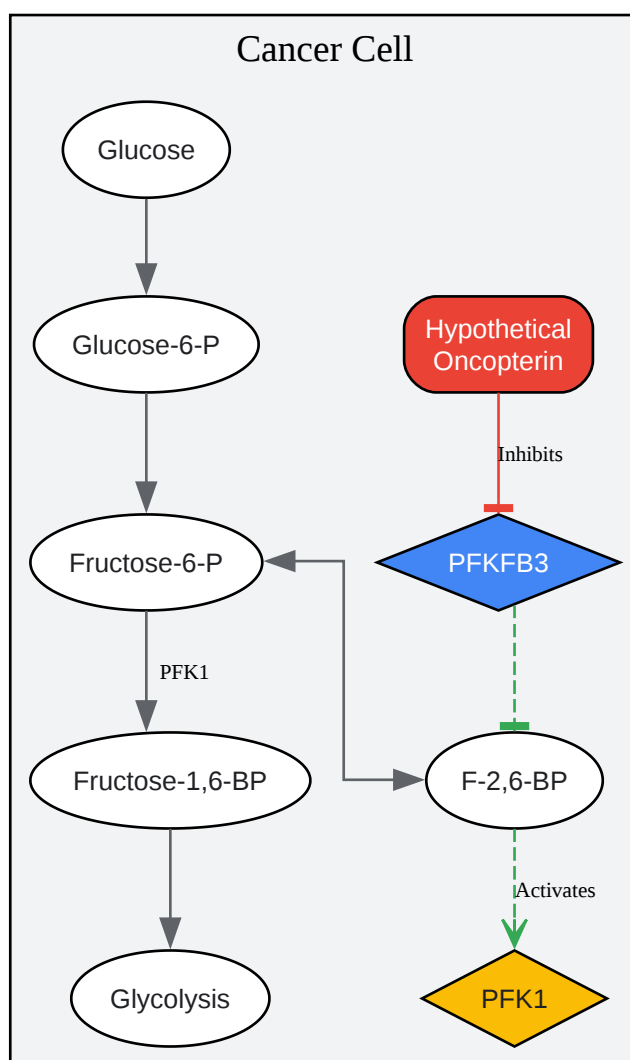 Cancer Cell
Glucose
Glucose-6-P
Hypothetical
Oncopterin
Inhibits
Fructose-6-P
PFKFB3
PFK1
Fructose-1,6-BP
F-2,6-BP
Activates
Glycolysis
PFK1